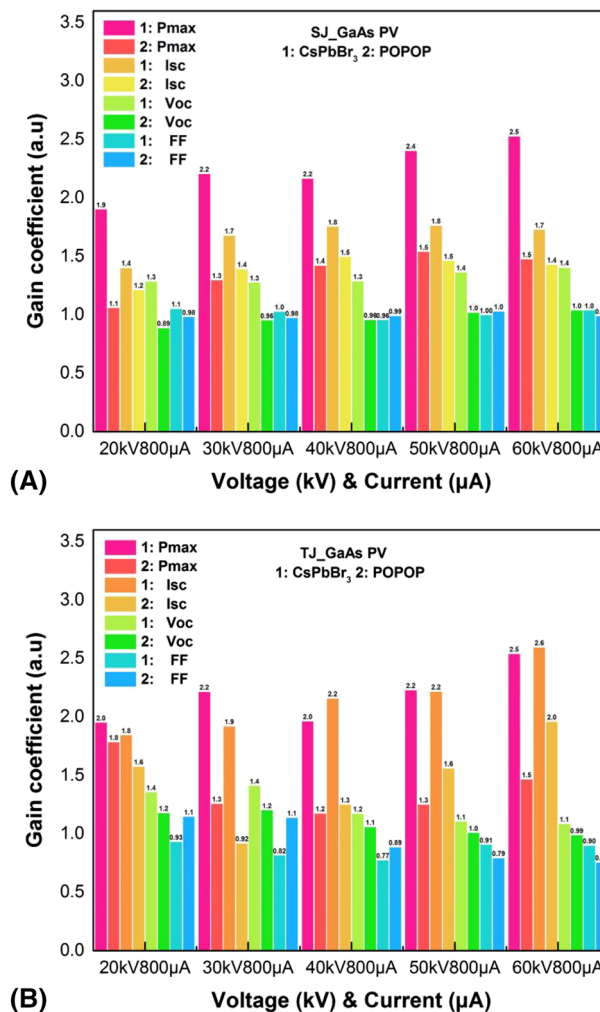 3.5
3.0
2.5
2.0
1.5
1.0
0.5
0.0
Gain coefficient (a.u)
1: Pmax
2: Pmax
1: Isc
2: Isc
1: Voc
2: Voc
1: FF
2: FF
SJ_GaAs PV
1: CsPbBr3 2: POPOP
1.9 1.1 1.4 1.2 1.3 0.89 1.1 0.98
2.2 1.3 1.7 1.4 1.3 0.96 1.0 0.98
2.2 1.4 1.8 1.5 1.3 0.96 0.96 0.99
2.4 1.5 1.8 1.5 1.4 1.0 1.00 1.0
2.5 1.5 1.7 1.4 1.4 1.0 1.0
20kV800µA 30kV800µA 40kV800µA 50kV800µA 60kV800µA
Voltage (kV) & Current (µA)
(A)
3.5
3.0
2.5
2.0
1.5
1.0
0.5
0.0
Gain coefficient (a.u)
1: Pmax
2: Pmax
1: Isc
2: Isc
1: Voc
2: Voc
1: FF
2: FF
TJ_GaAs PV
1: CsPbBr3 2: POPOP
2.0 1.8 1.8 1.6 1.4 1.2 0.93 1.1
2.2 1.3 1.9 0.92 1.4 1.2 0.82 1.1
2.0 1.2 2.2 1.3 1.2 1.1 0.77 0.89
2.2 1.3 2.2 1.6 1.1 1.0 0.91 0.79
2.5 1.5 2.6 2.0 1.1 0.99 0.90
20kV800µA 30kV800µA 40kV800µA 50kV800µA 60kV800µA
Voltage (kV) & Current (µA)
(B)